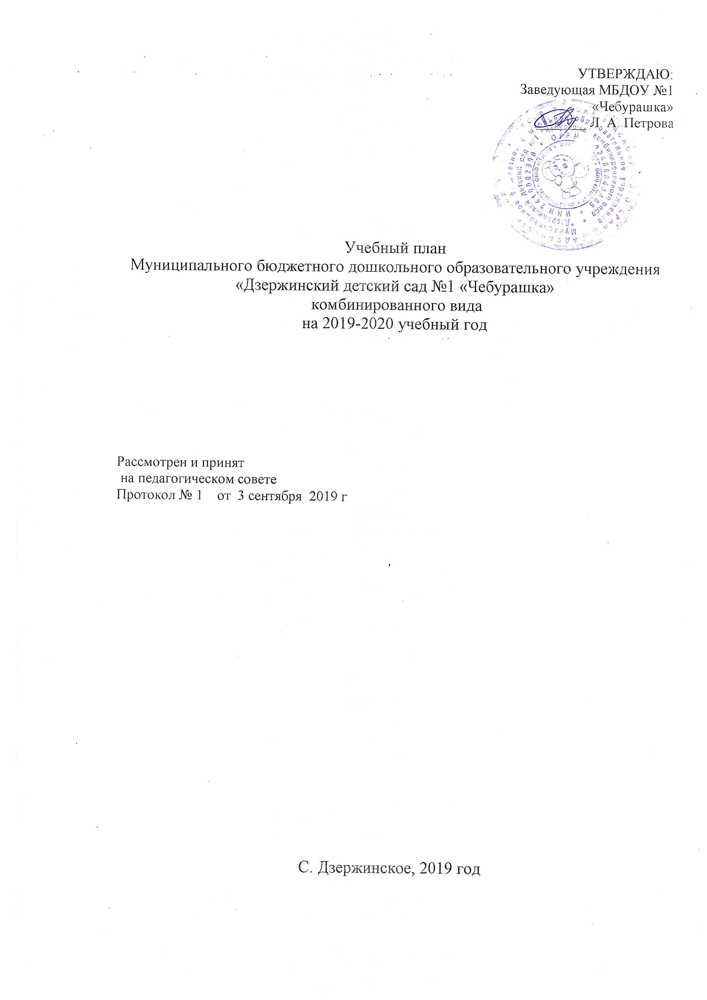 УТВЕРЖДАЮ:
Заведующая МБДОУ №1
«Чебурашка»
Л. А. Петрова
Учебный план
Муниципального бюджетного дошкольного образовательного учреждения
«Дзержинский детский сад №1 «Чебурашка»
комбинированного вида
на 2019-2020 учебный год
Рассмотрен и принят
на педагогическом совете
Протокол № 1 от 3 сентября 2019 г
С. Дзержинское, 2019 год